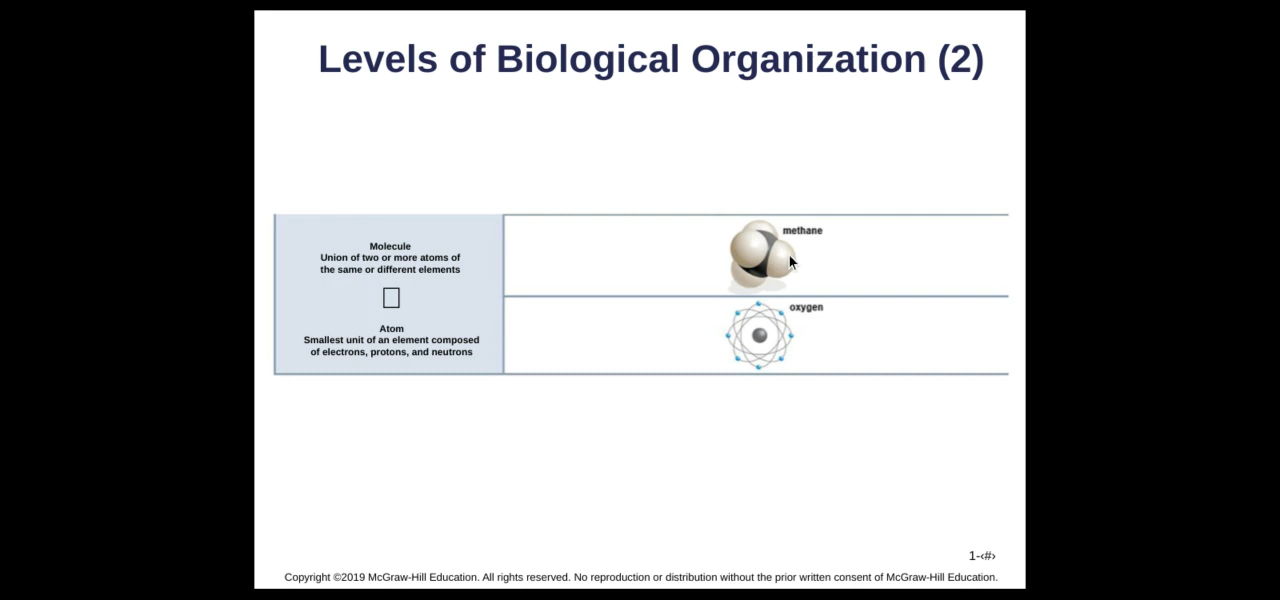 Levels of Biological Organization (2)
Molecule
Union of two or more atoms of
the same or different elements
Atom
Smallest unit of an element composed
of electrons, protons, and neutrons
methane
oxygen
1-‹#›
Copyright ©2019 McGraw-Hill Education. All rights reserved. No reproduction or distribution without the prior written consent of McGraw-Hill Education.